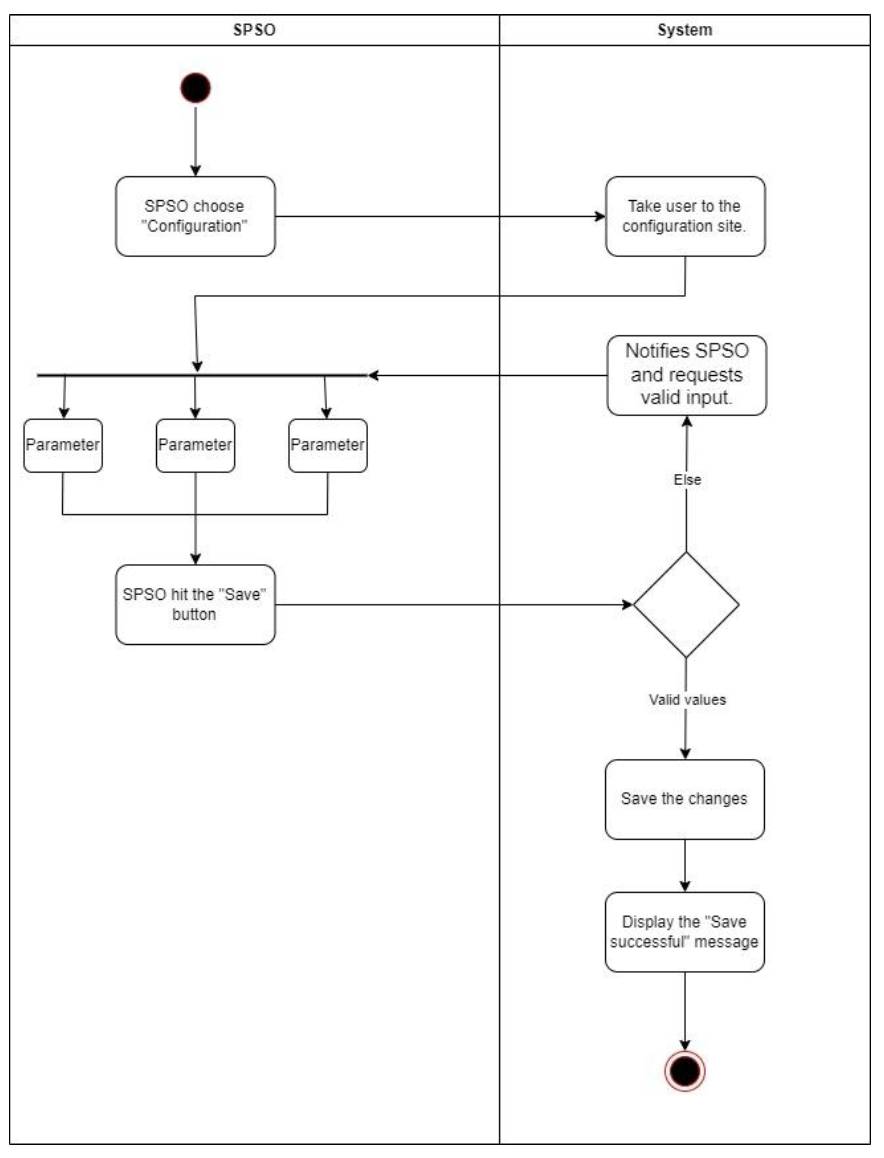 SPSO
System
SPSO choose
"Configuration"
Take user to the
configuration site.
Notifies SPSO
and requests
valid input.
Parameter
Parameter
Parameter
Else
SPSO hit the "Save"
button
Valid values
Save the changes
Display the "Save
successful" message